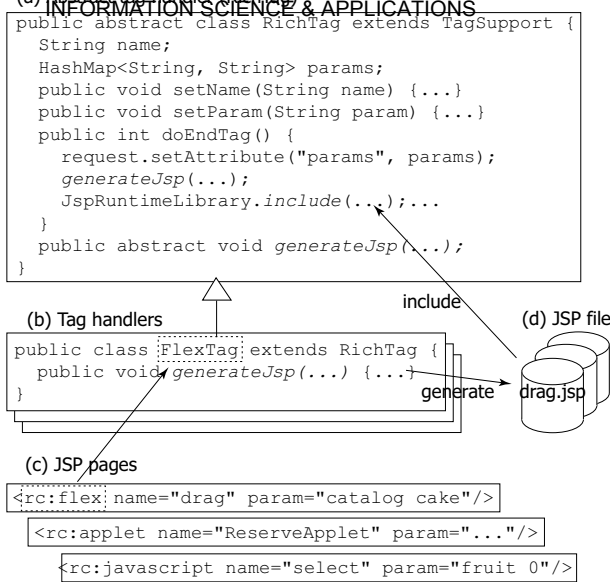 INFORMATION SCIENCE & APPLICATIONS
public abstract class RichTag extends TagSupport {
String name;
HashMap<String, String> params;
public void setName(String name) {...}
public void setParam(String param) {...}
public int doEndTag() {
request.setAttribute("params", params);
generateJsp(...);
JspRuntimeLibrary.include(...);...
}
public abstract void generateJsp(...);
}
include
(b) Tag handlers
(d) JSP file
public class FlexTag extends RichTag {
public void generateJsp(...) {...}
}
generate
drag.jsp
(c) JSP pages
<rc:flex name="drag" param="catalog cake"/>
<rc:applet name="ReserveApplet" param="..."/>
<rc:javascript name="select" param="fruit 0"/>